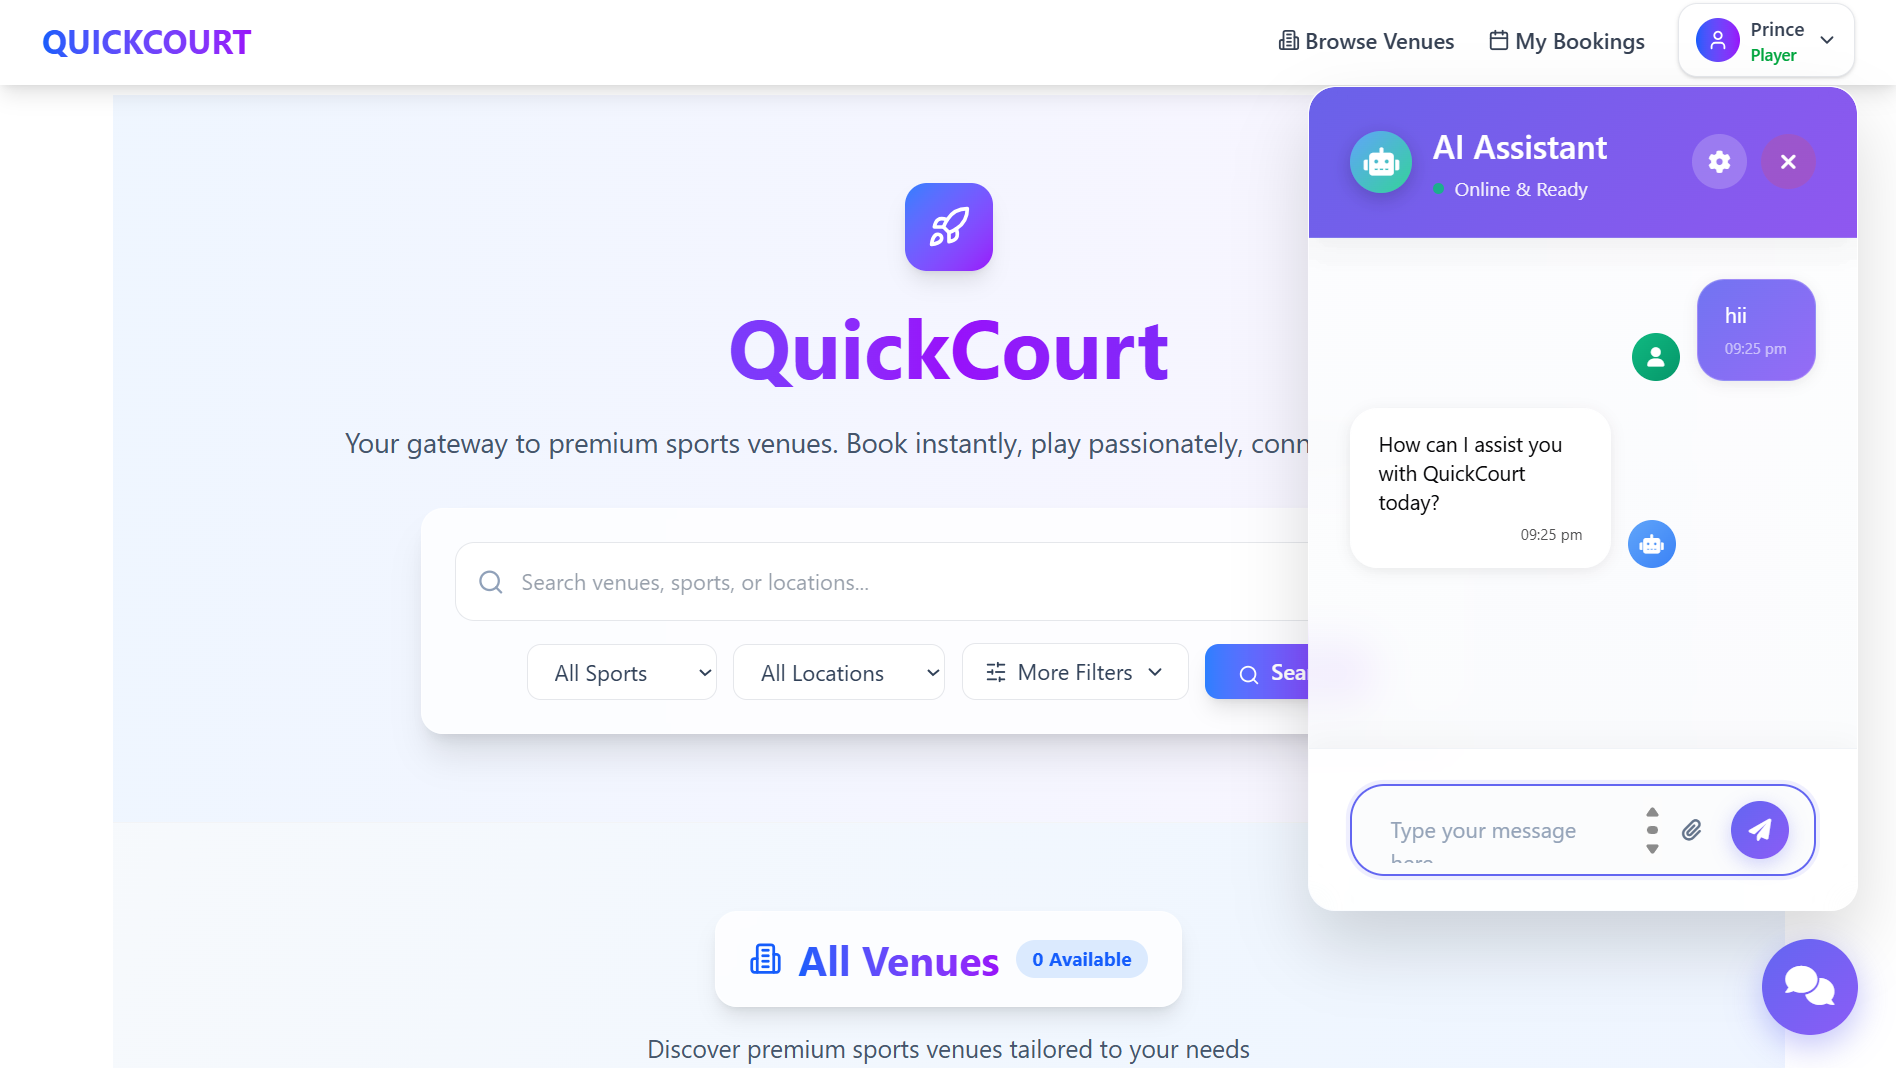 QUICKCOURT
Browse Venues
My Bookings
Prince
Player
QuickCourt
Your gateway to premium sports venues. Book instantly, play passionately, conn
Search venues, sports, or locations...
All Sports
All Locations
More Filters
Sea
All Venues
0 Available
Discover premium sports venues tailored to your needs
AI Assistant
Online & Ready
hii
09:25 pm
How can I assist you
with QuickCourt
today?
09:25 pm
Type your message
here